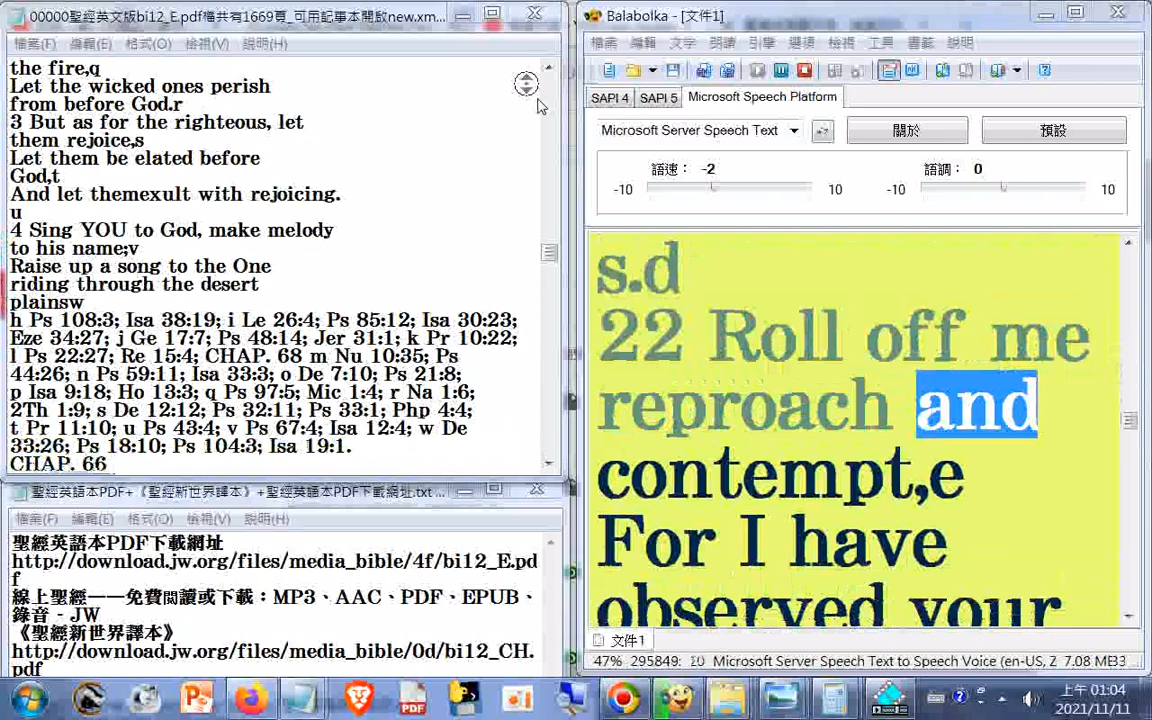 00000聖經英文版bi12_E.pdf檔共有1669頁_可用記事本開啟new.xm...
檔案(F) 編輯(E) 格式(O) 檢視(V) 說明(H)
the fire,q
Let the wicked ones perish
from before God.r
3 But as for the righteous, let
them rejoice,s
Let them be elated before
God,t
And let themexult with rejoicing.
u
4 Sing YOU to God, make melody
to his name;v
Raise up a song to the One
riding through the desert
plainsw
h Ps 108:3; Isa 38:19; i Le 26:4; Ps 85:12; Isa 30:23;
Eze 34:27; j Ge 17:7; Ps 48:14; Jer 31:1; k Pr 10:22;
l Ps 22:27, Re 15:4; CHAP. 68 m Nu 10:35; Ps
44:26; n Ps 59:11; Isa 33:3; o De 7:10; Ps 21:8;
p Isa 9:18; Ho 13:3; q Ps 97:5; Mic 1:4; r Na 1:6;
2Th 1:9; s De 12:12; Ps 32:11; Ps 33:1; Php 4:4;
t Pr 11:10; u Ps 43:4; v Ps 67:4; Isa 12:4; w De
33:26; Ps 18:10; Ps 104:3; Isa 19:1.
CHAP. 66
聖經英語本PDF+《聖經新世界譯本》+聖經英語本PDF下載網址.txt ...
檔案(F) 編輯(E) 格式(O) 檢視(V) 說明(H)
聖經英語本PDF下載網址
http://download.jw.org/files/media_bible/4f/bi12_E.pd
f
線上聖經——免費閱讀或下載：MP3、AAC、PDF、EPUB、
錄音 - JW
《聖經新世界譯本》
http://download.jw.org/files/media_bible/0d/bi12_CH.
pdf
Balabolka - [文件1]
檔案 編輯 文字 朗讀 引擎 選項 檢視 工具 書籤 說明
SAPI 4 SAPI 5 Microsoft Speech Platform
Microsoft Server Speech Text 關於 預設
語速： -2 語調： 0
-10 10 -10 10
s.d
22 Roll off me
reproach and
contempt,e
For I have
observed your
文件1
47% 295849: 10 Microsoft Server Speech Text to Speech Voice (en-US, Z 7.08 MB
上午 01:04
2021/11/11